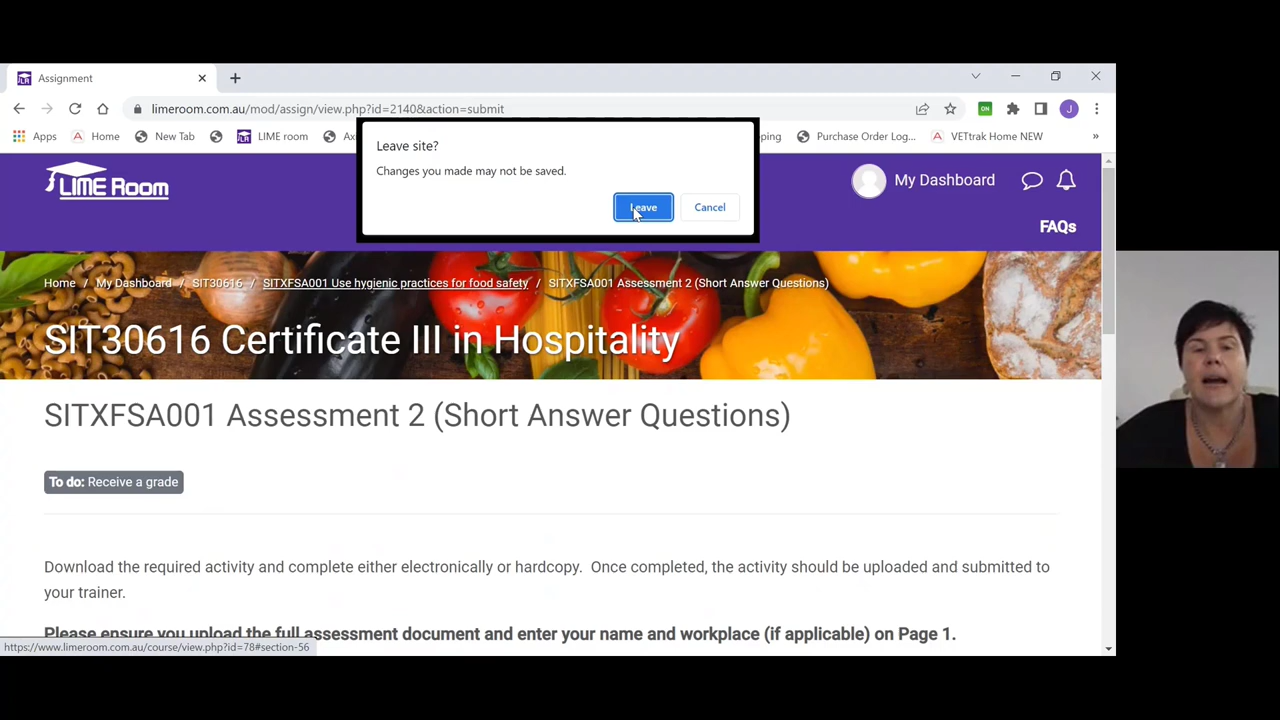 Assignment
limeroom.com.au/mod/assign/view.php?id=2140&action=submit
ON
J
Apps
Home
New Tab
LIME room
Purchase Order Log...
VETtrak Home NEW
»
Leave site?
Changes you made may not be saved.
Leave
Cancel
LIME Room
My Dashboard
FAQs
Home / My Dashboard / SIT30616 / SITXFSA001 Use hygienic practices for food safety / SITXFSA001 Assessment 2 (Short Answer Questions)
SIT30616 Certificate III in Hospitality
SITXFSA001 Assessment 2 (Short Answer Questions)
To do: Receive a grade
Download the required activity and complete either electronically or hardcopy. Once completed, the activity should be uploaded and submitted to
your trainer.
Please ensure you upload the full assessment document and enter your name and workplace (if applicable) on Page 1.
https://www.limeroom.com.au/course/view.php?id=78#section-56